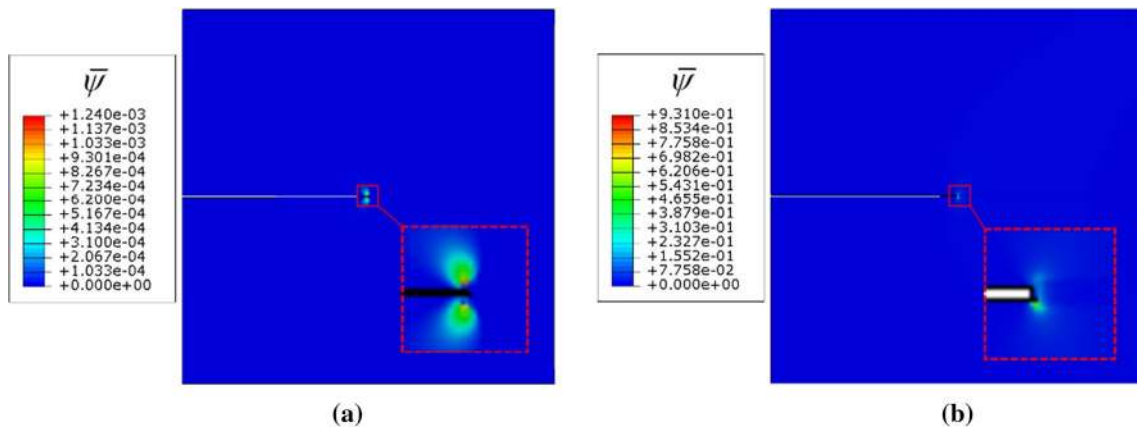 ψ̅
+1.240e-03
+1.137e-03
+1.033e-03
+9.301e-04
+8.267e-04
+7.234e-04
+6.200e-04
+5.167e-04
+4.134e-04
+3.100e-04
+2.067e-04
+1.033e-04
+0.000e+00
(a)
ψ̅
+9.310e-01
+8.534e-01
+7.758e-01
+6.982e-01
+6.206e-01
+5.431e-01
+4.655e-01
+3.879e-01
+3.103e-01
+2.327e-01
+1.552e-01
+7.758e-02
+0.000e+00
(b)